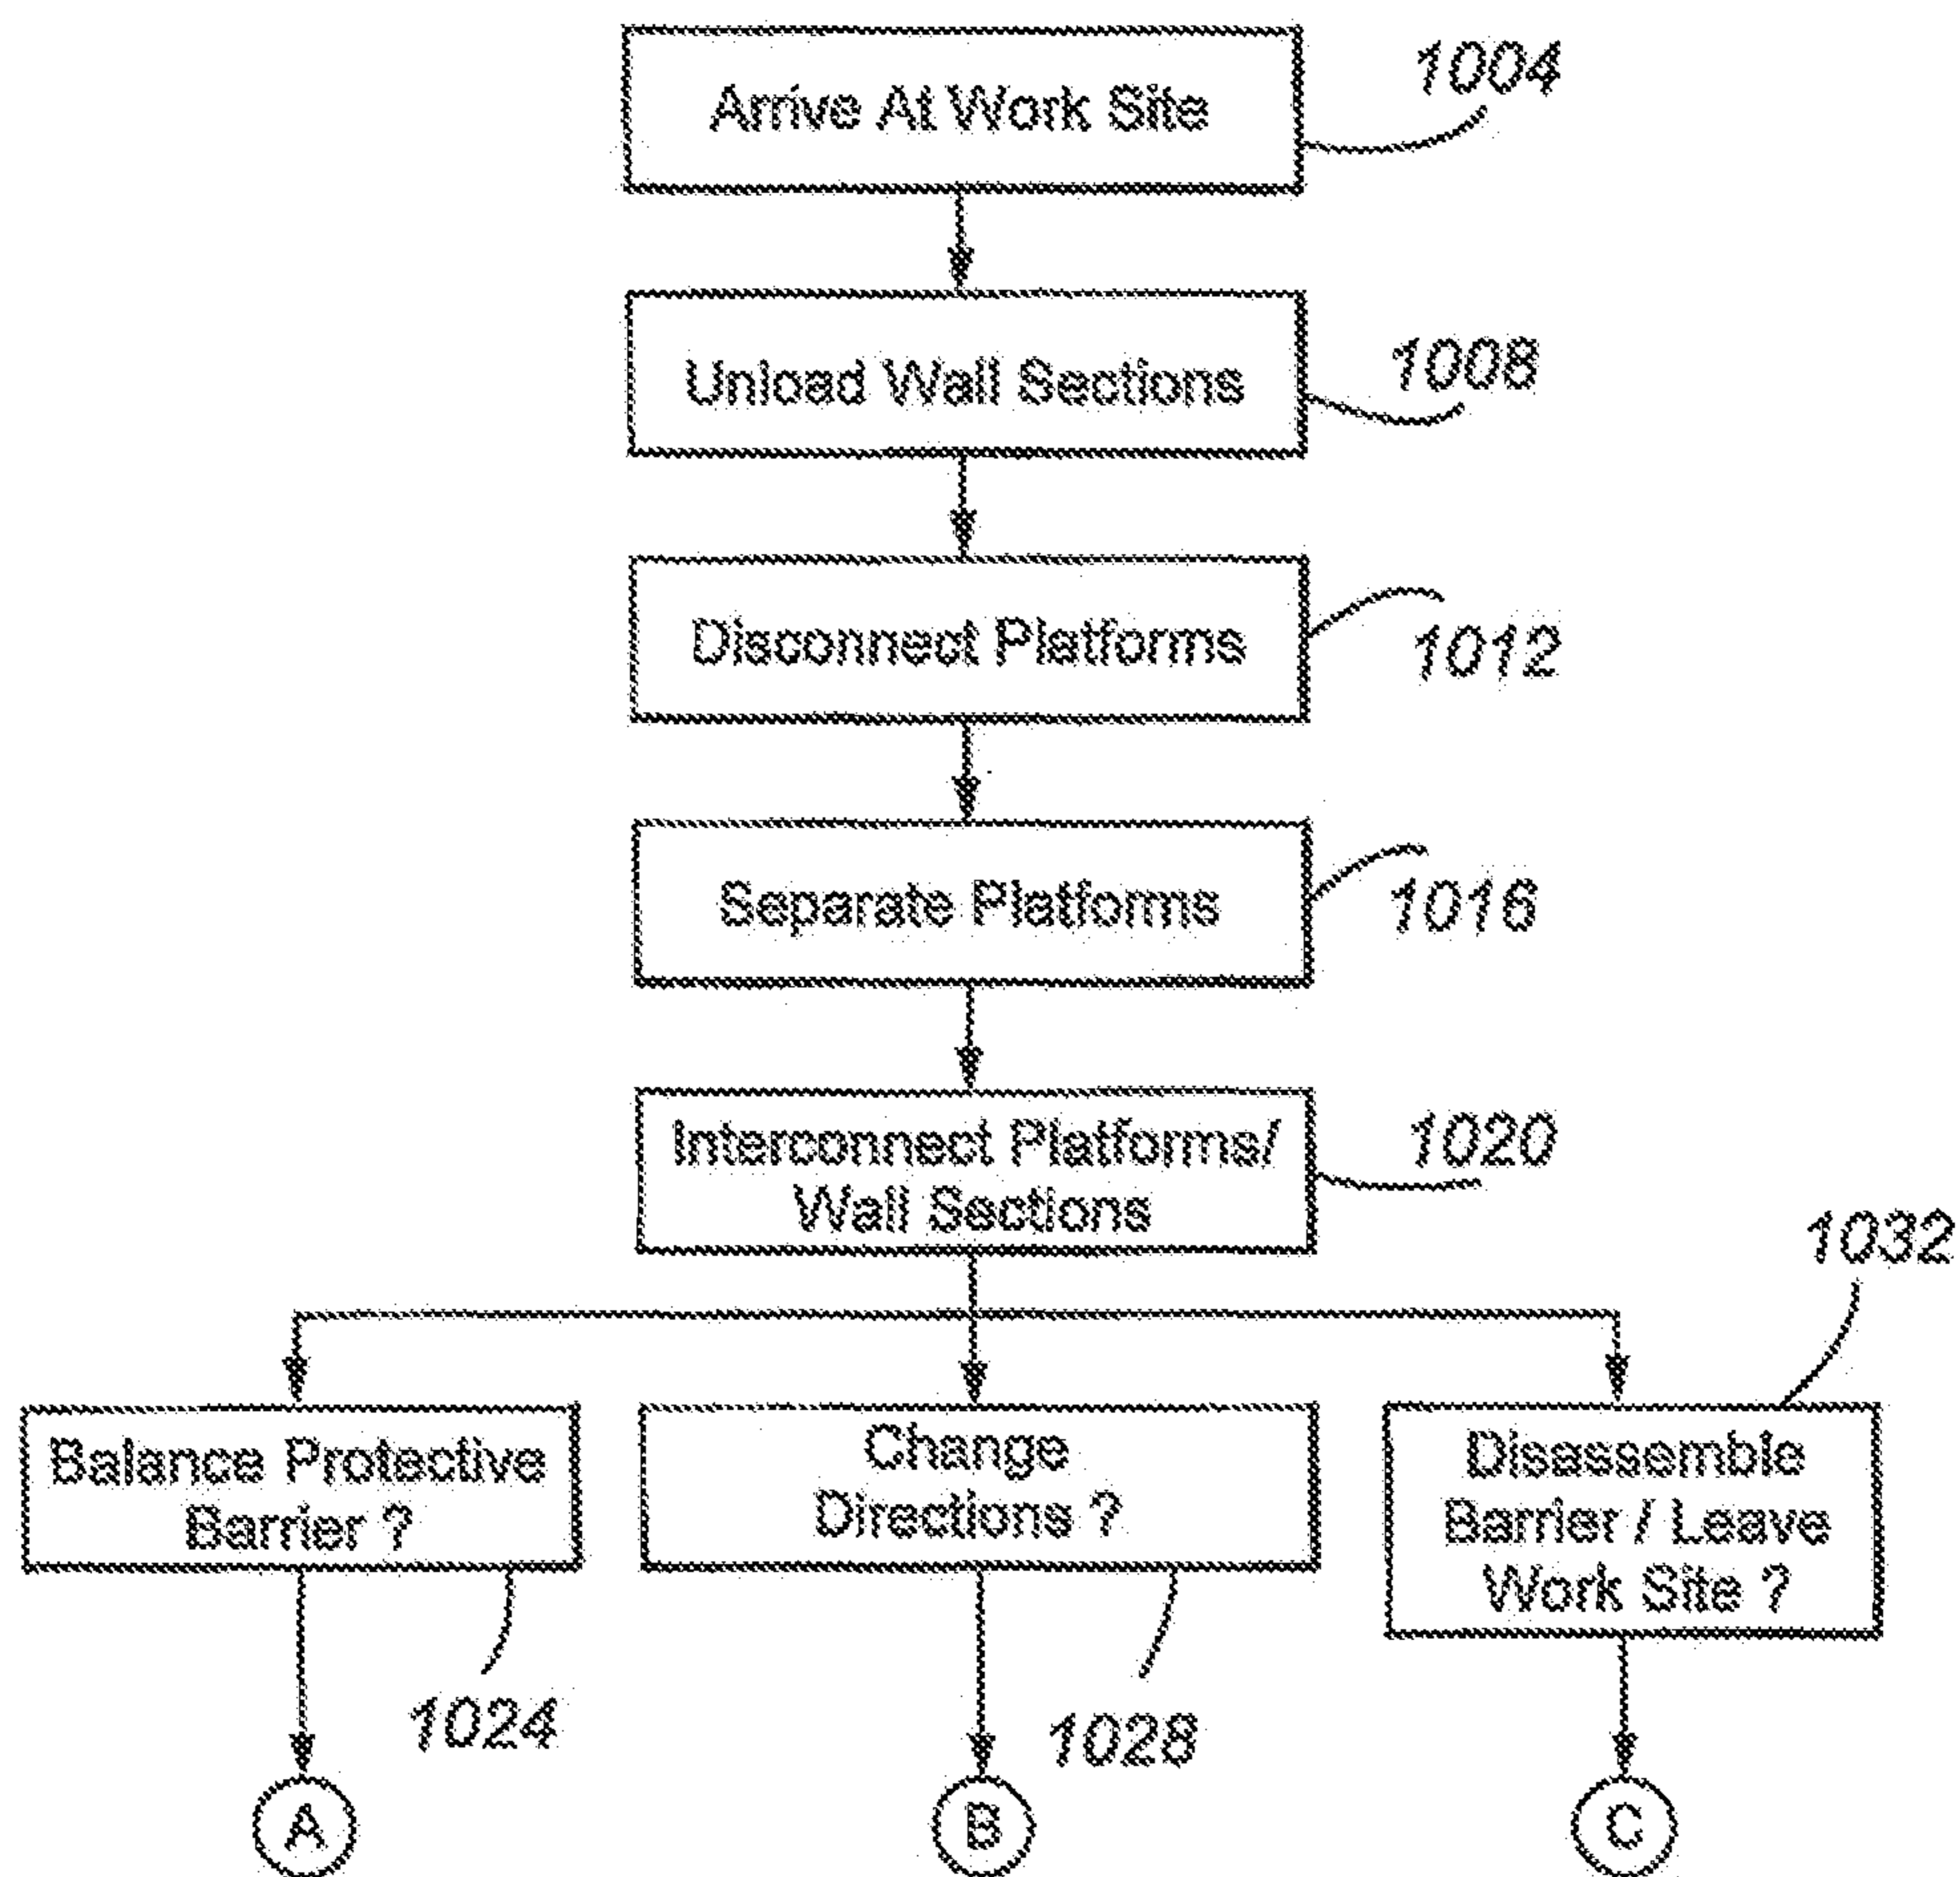 Arrive At Work Site
1004
Unload Wall Sections
1008
Disconnect Platforms
1012
Separate Platforms
1016
Interconnect Platforms/
Wall Sections
1020
1032
Balance Protective
Barrier ?
Change
Directions ?
Disassemble
Barrier / Leave
Work Site ?
1024
1028
A
B
C